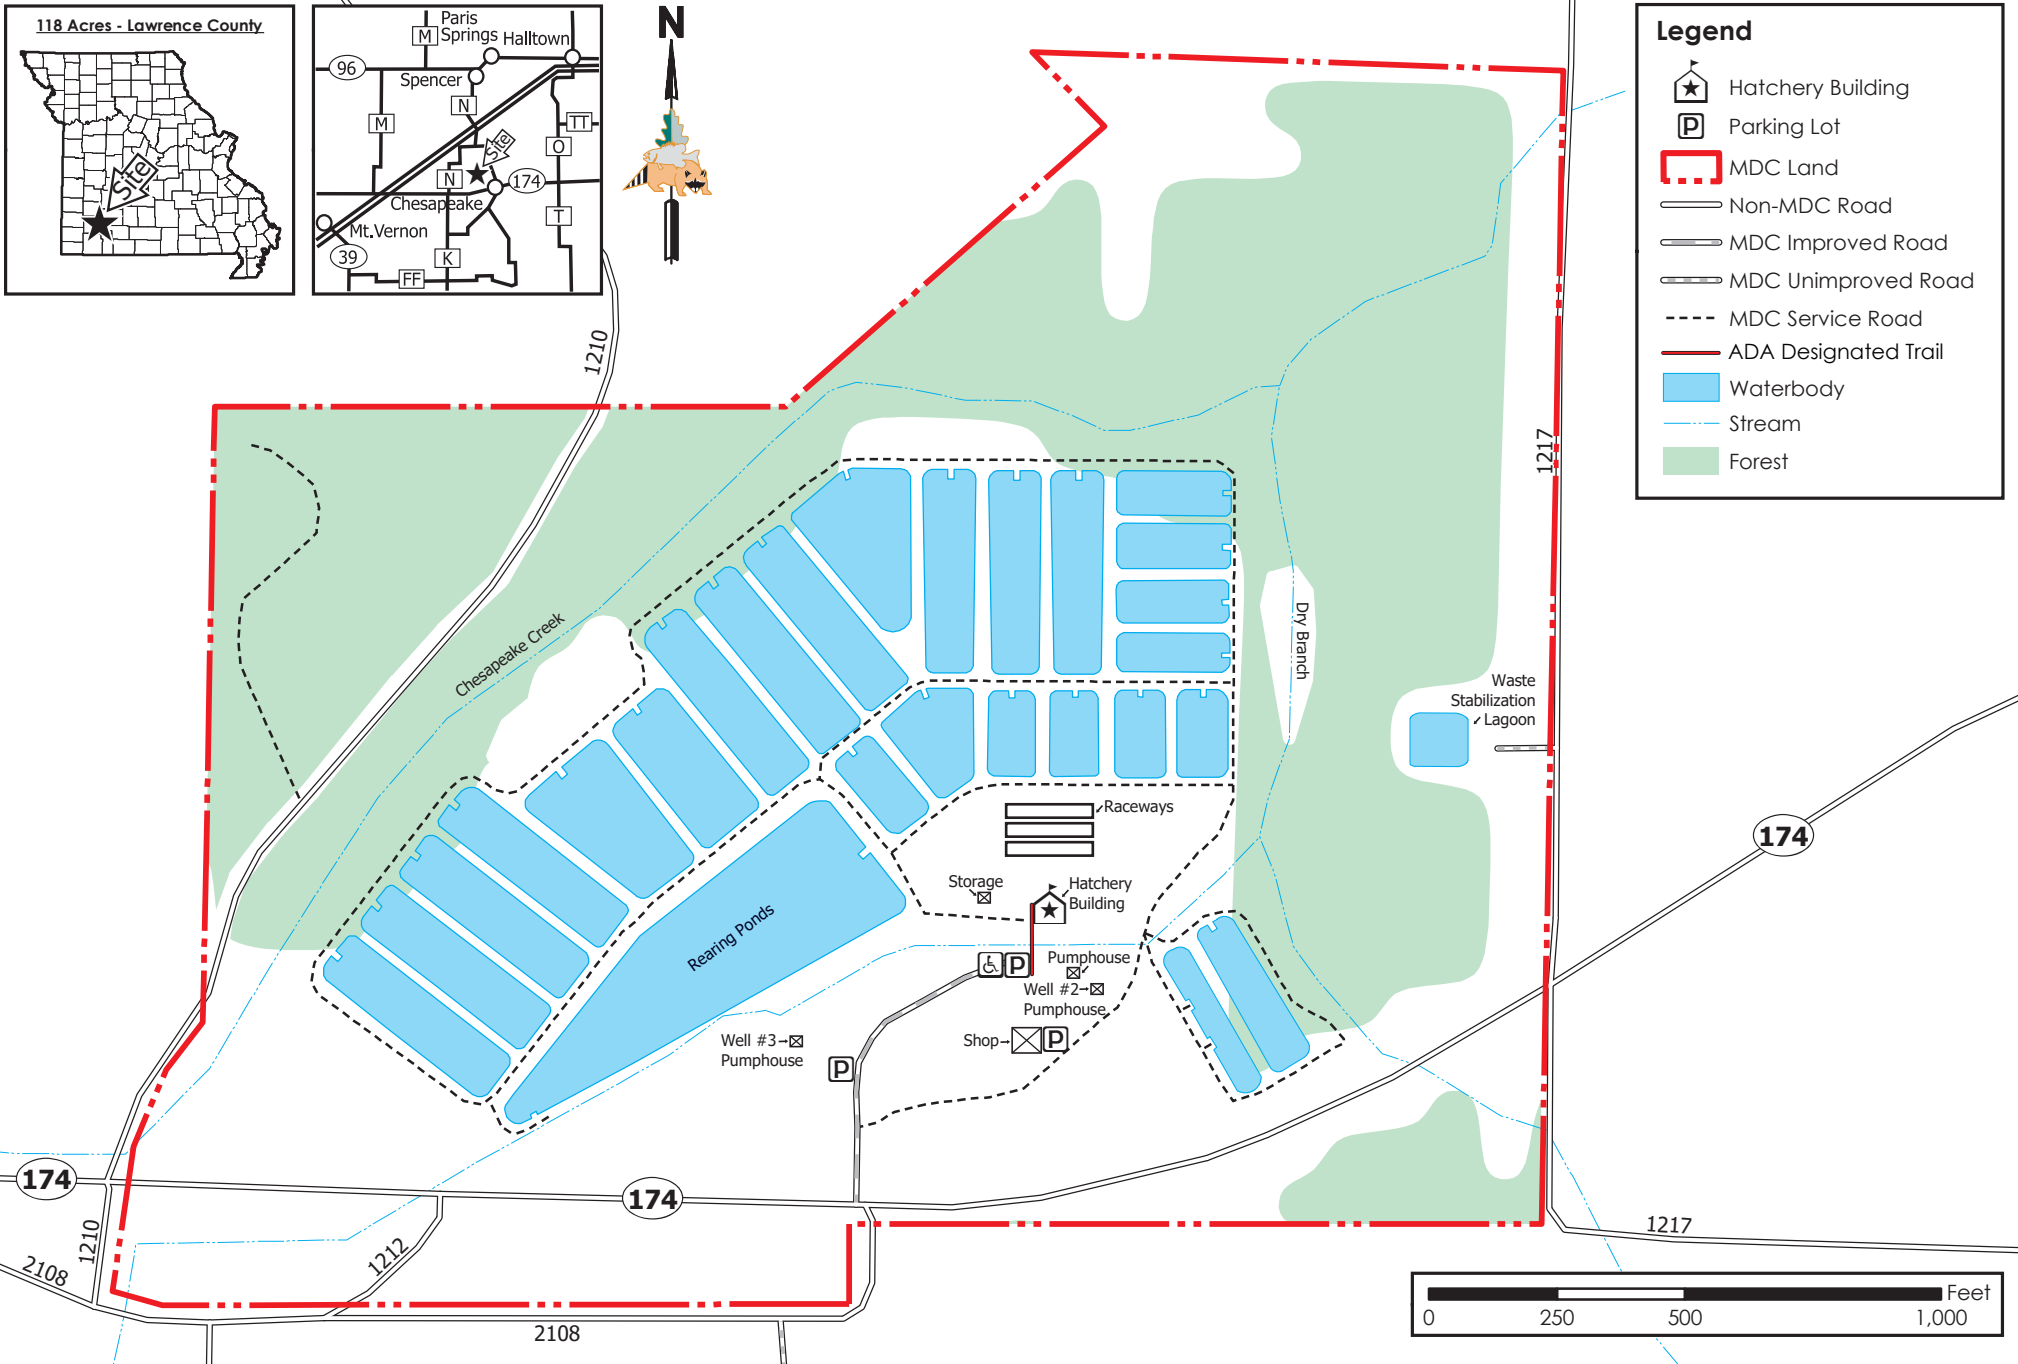 118 Acres - Lawrence County
Site
Paris
Springs
M
Halltown
96
Spencer
N
M
TT
O
Site
N
174
Chesapeake
T
Mt.Vernon
39
K
FF
N
Legend
Hatchery Building
P
Parking Lot
MDC Land
Non-MDC Road
MDC Improved Road
MDC Unimproved Road
MDC Service Road
ADA Designated Trail
Waterbody
Stream
Forest
1210
1217
Chesapeake Creek
Dry Branch
Waste
Stabilization
Lagoon
Raceways
174
Storage
Hatchery
Building
Rearing Ponds
P
Pumphouse
Well #2
Pumphouse
Shop
P
Well #3
Pumphouse
P
174
174
1210
1212
2108
1217
2108
Feet
0
250
500
1,000